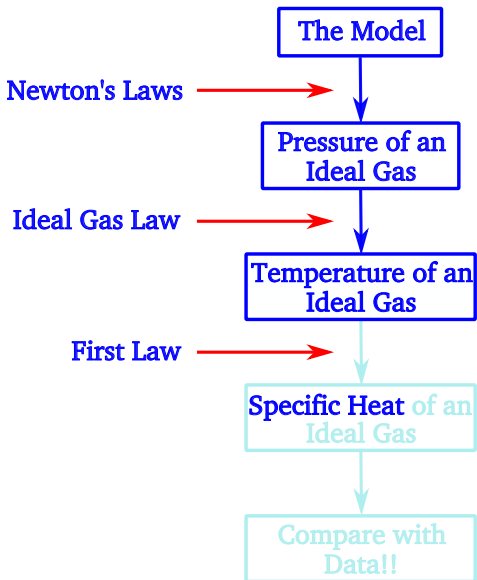 The Model
Newton's Laws
Pressure of an
Ideal Gas
Ideal Gas Law
Temperature of an
Ideal Gas
First Law
Specific Heat of an
Ideal Gas
Compare with
Data!!